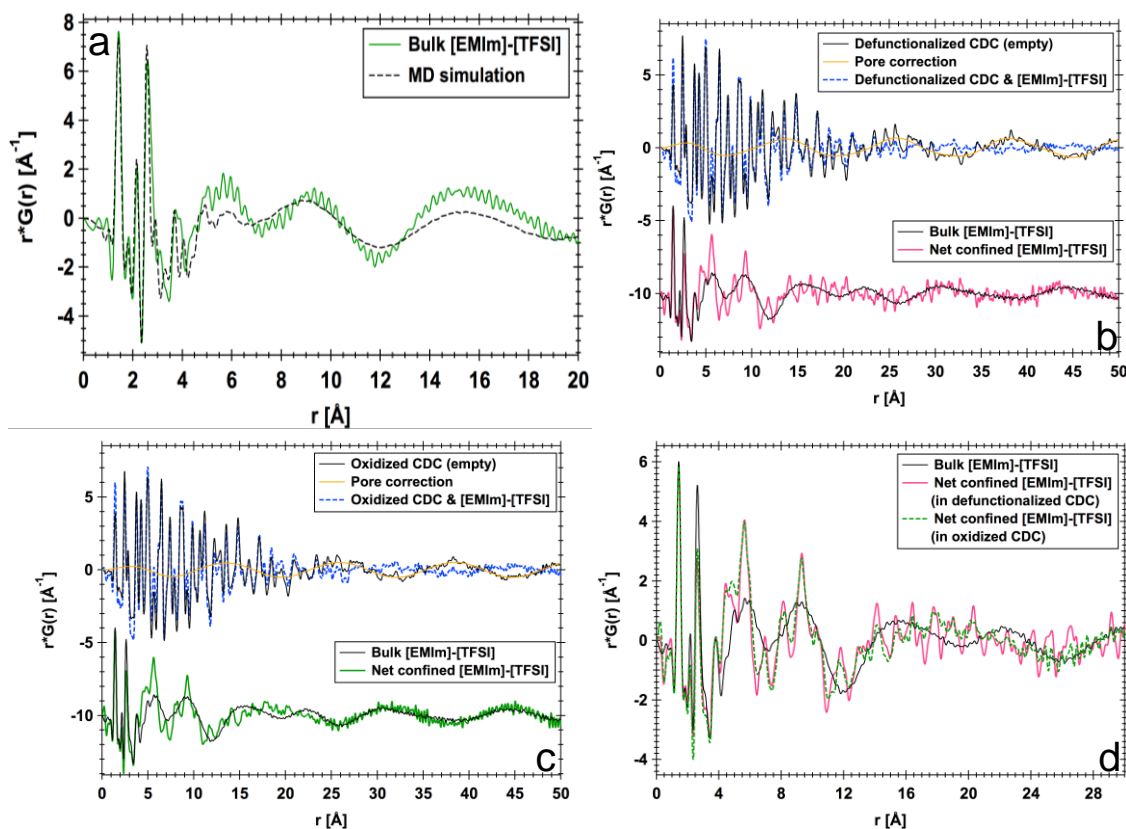 a
Bulk [EMIm]-[TFSI]
MD simulation
r*G(r) [Å⁻¹]
8
6
4
2
0
-2
-4
0 2 4 6 8 10 12 14 16 18 20
r [Å]
Defunctionalized CDC (empty)
Pore correction
Defunctionalized CDC & [EMIm]-[TFSI]
Bulk [EMIm]-[TFSI]
Net confined [EMIm]-[TFSI]
r*G(r) [Å⁻¹]
5
0
-5
-10
0 5 10 15 20 25 30 35 40 45 50
r [Å]
b
Oxidized CDC (empty)
Pore correction
Oxidized CDC & [EMIm]-[TFSI]
Bulk [EMIm]-[TFSI]
Net confined [EMIm]-[TFSI]
r*G(r) [Å⁻¹]
5
0
-5
-10
0 5 10 15 20 25 30 35 40 45 50
r [Å]
c
Bulk [EMIm]-[TFSI]
Net confined [EMIm]-[TFSI]
(in defunctionalized CDC)
Net confined [EMIm]-[TFSI]
(in oxidized CDC)
r*G(r) [Å⁻¹]
6
4
2
0
-2
-4
0 4 8 12 16 20 24 28
r [Å]
d